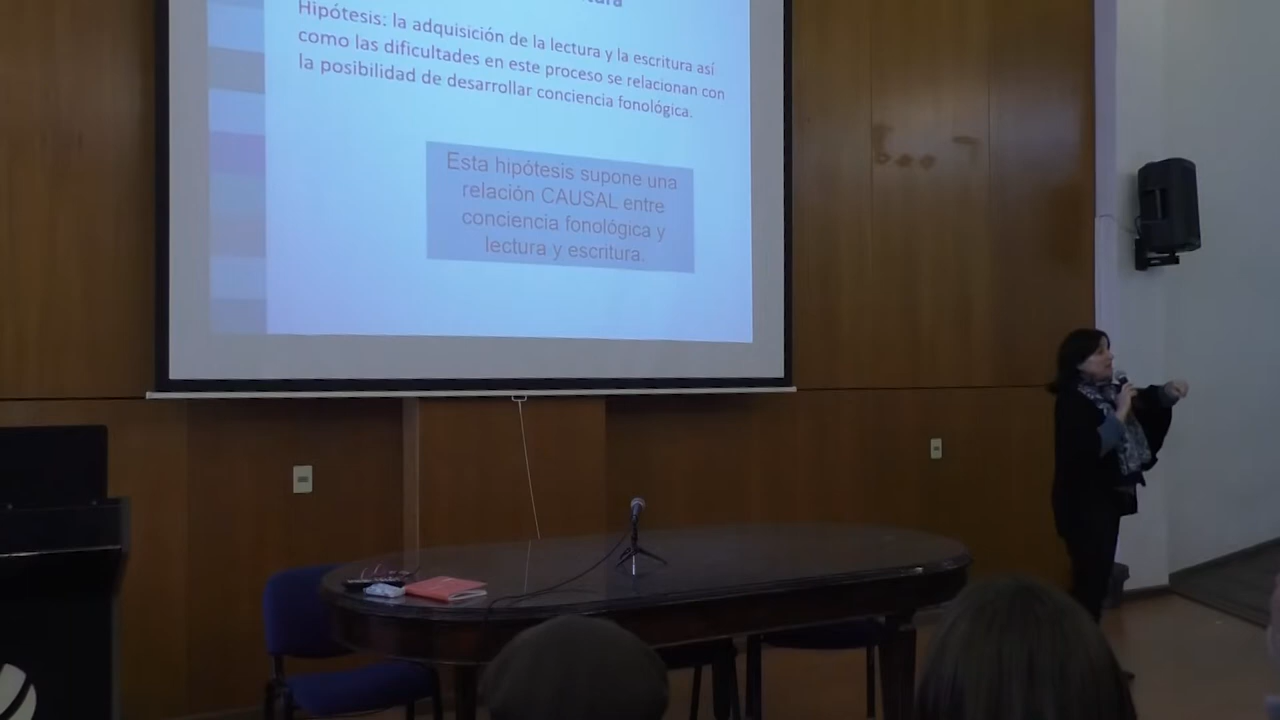 Hipótesis: la adquisición de la lectura y la escritura así
como las dificultades en este proceso se relacionan con
la posibilidad de desarrollar conciencia fonológica.
Esta hipótesis supone una
relación CAUSAL entre
conciencia fonológica y
lectura y escritura.